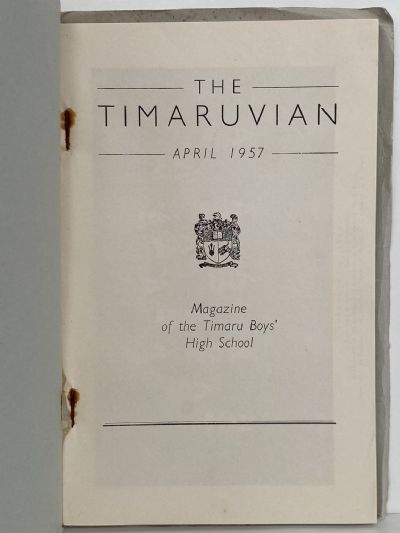 THE
TIMARUVIAN
APRIL 1957
Magazine
of the Timaru Boys'
High School